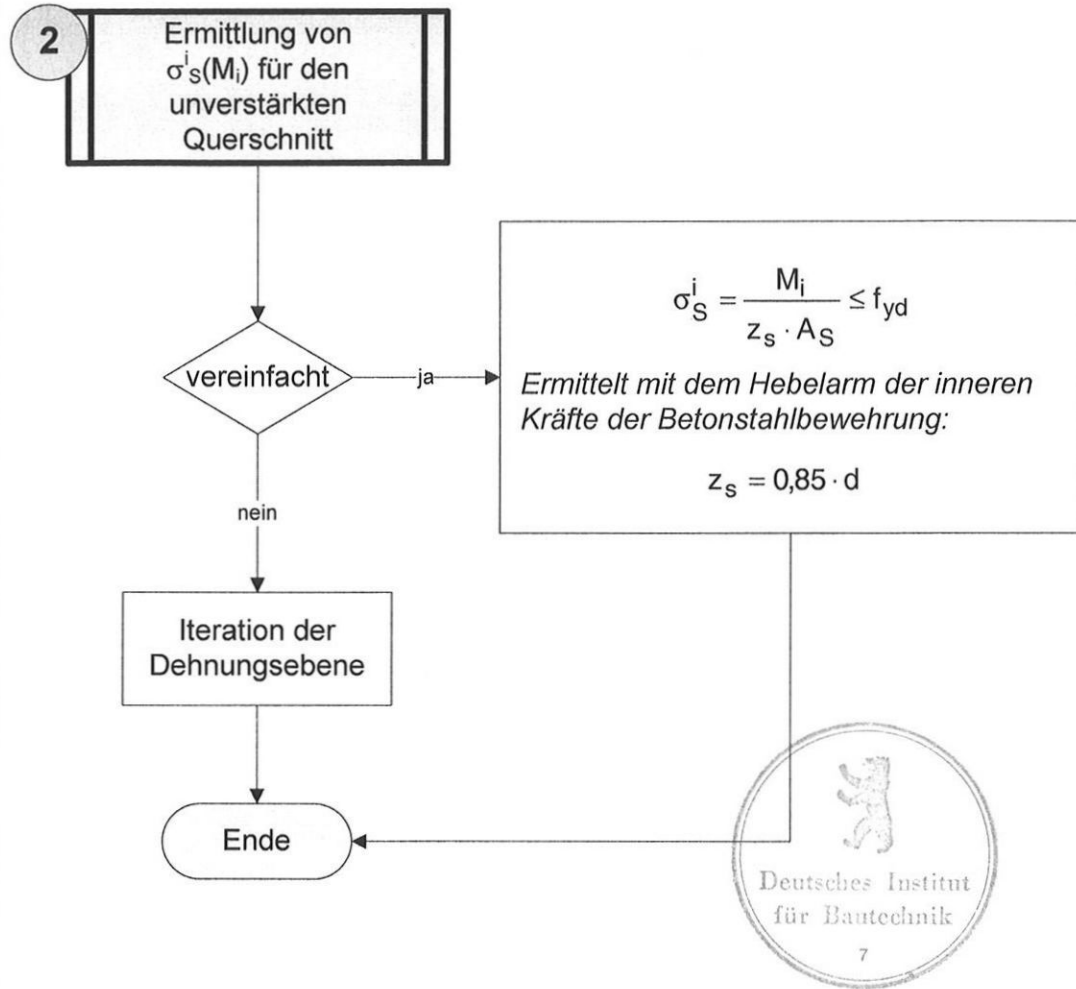 2
Ermittlung von
σⁱS(Mᵢ) für den
unverstärkten
Querschnitt
vereinfacht
ja
σⁱS = Mᵢ / (zₛ · AS) ≤ fyd
Ermittelt mit dem Hebelarm der inneren
Kräfte der Betonstahlbewehrung:
zₛ = 0,85 · d
nein
Iteration der
Dehnungsebene
Ende
Deutsches Institut
für Bautechnik
7